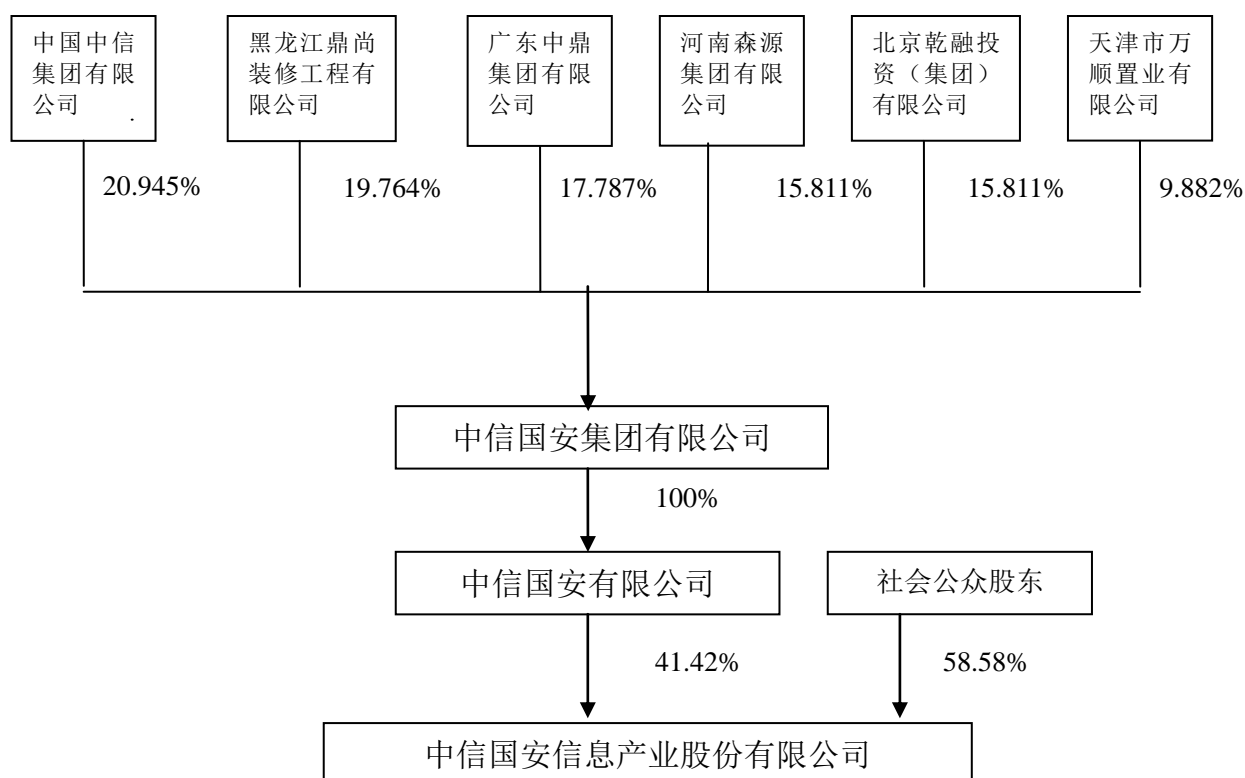 中国中信
集团有限
公司
黑龙江鼎尚
装修工程有
限公司
广东中鼎
集团有限
公司
河南森源
集团有限
公司
北京乾融投
资（集团）
有限公司
天津市万
顺置业有
限公司
20.945%
19.764%
17.787%
15.811%
15.811%
9.882%
中信国安集团有限公司
100%
中信国安有限公司
社会公众股东
41.42%
58.58%
中信国安信息产业股份有限公司